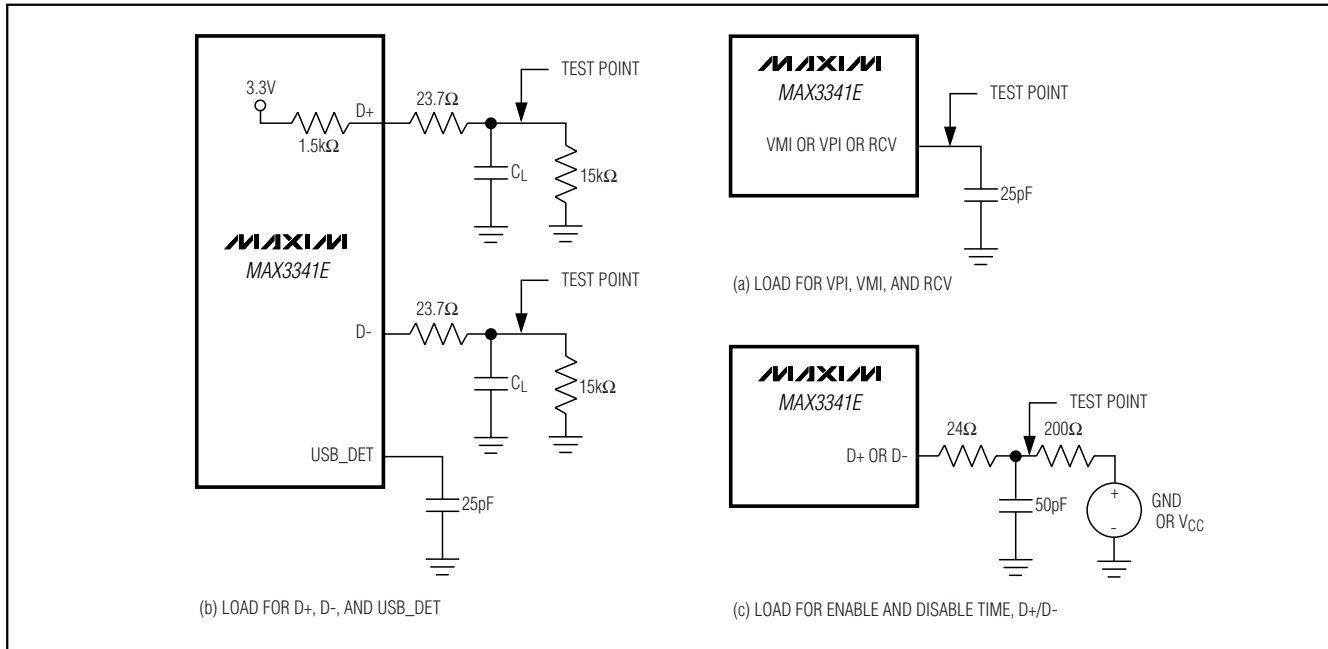 3.3V
1.5kΩ
D+
23.7Ω
TEST POINT
CL
15kΩ
MAXIM
MAX3341E
D-
23.7Ω
TEST POINT
CL
15kΩ
USB_DET
25pF
(b) LOAD FOR D+, D-, AND USB_DET
MAXIM
MAX3341E
VMI OR VPI OR RCV
TEST POINT
25pF
(a) LOAD FOR VPI, VMI, AND RCV
MAXIM
MAX3341E
D+ OR D-
24Ω
TEST POINT
200Ω
50pF
+
-
GND
OR VCC
(c) LOAD FOR ENABLE AND DISABLE TIME, D+/D-